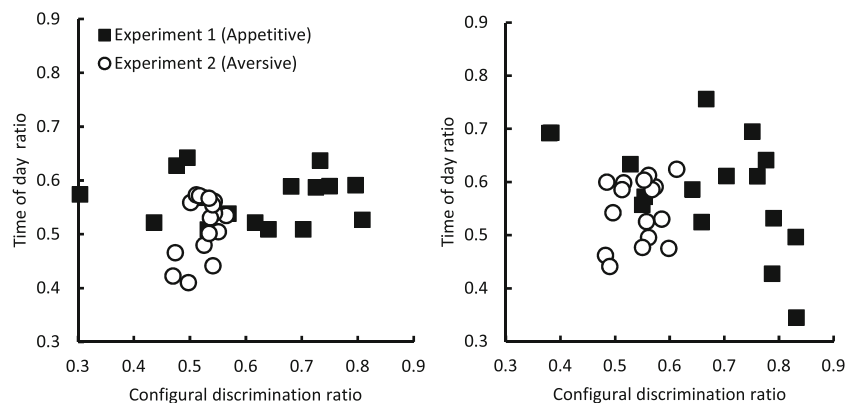 0.9
0.8
0.7
0.6
0.5
0.4
0.3
Time of day ratio
Experiment 1 (Appetitive)
Experiment 2 (Aversive)
0.3 0.4 0.5 0.6 0.7 0.8 0.9
Configural discrimination ratio
0.9
0.8
0.7
0.6
0.5
0.4
0.3
Time of day ratio
0.3 0.4 0.5 0.6 0.7 0.8 0.9
Configural discrimination ratio